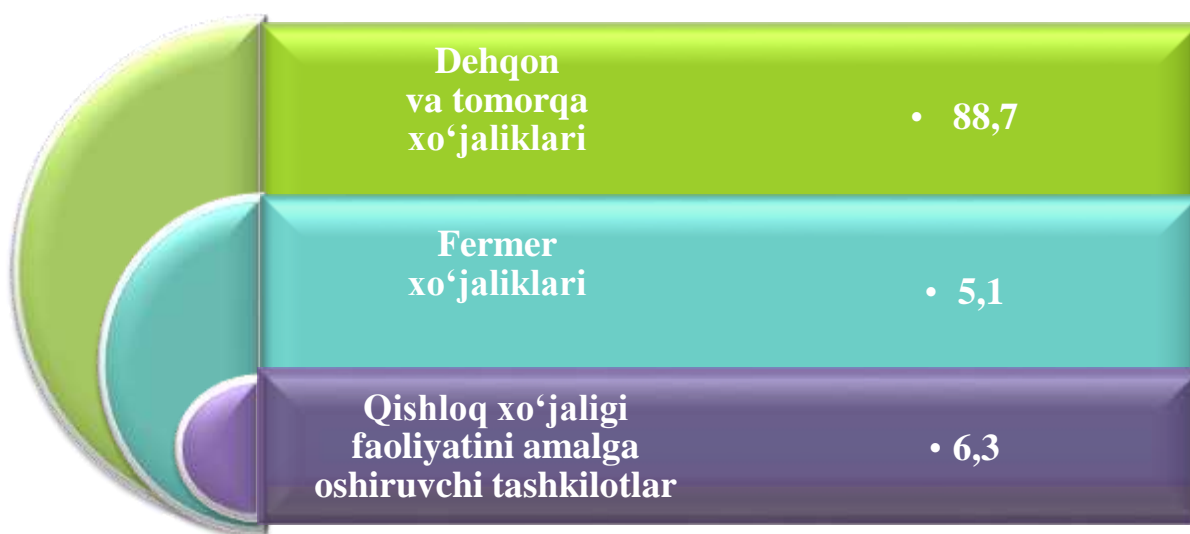 Dehqon
va tomorqa
xo‘jaliklari
• 88,7
Fermer
xo‘jaliklari
• 5,1
Qishloq xo‘jaligi
faoliyatini amalga
oshiruvchi tashkilotlar
• 6,3